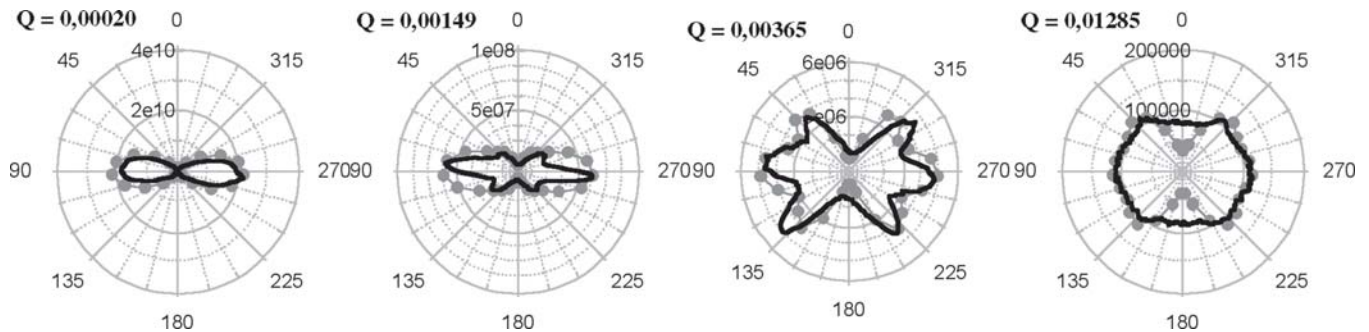 Q = 0,00020 0
4e10
45 315
2e10
90 270
135 225
180
Q = 0,00149 0
1e08
45 315
5e07
90 270
135 225
180
Q = 0,00365 0
6e06
45 315
e06
90 270
135 225
180
Q = 0,01285 0
200000
45 315
100000
90 270
135 225
180